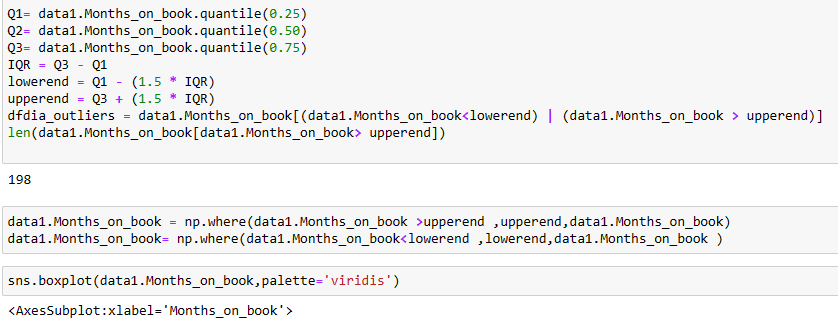 Q1= data1.Months_on_book.quantile(0.25)
Q2= data1.Months_on_book.quantile(0.50)
Q3= data1.Months_on_book.quantile(0.75)
IQR = Q3 - Q1
lowerend = Q1 - (1.5 * IQR)
upperend = Q3 + (1.5 * IQR)
dfdia_outliers = data1.Months_on_book[(data1.Months_on_book<lowerend) | (data1.Months_on_book > upperend)]
len(data1.Months_on_book[data1.Months_on_book> upperend])
198
data1.Months_on_book = np.where(data1.Months_on_book >upperend ,upperend,data1.Months_on_book)
data1.Months_on_book= np.where(data1.Months_on_book<lowerend ,lowerend,data1.Months_on_book )
sns.boxplot(data1.Months_on_book,palette='viridis')
<AxesSubplot:xlabel='Months_on_book'>